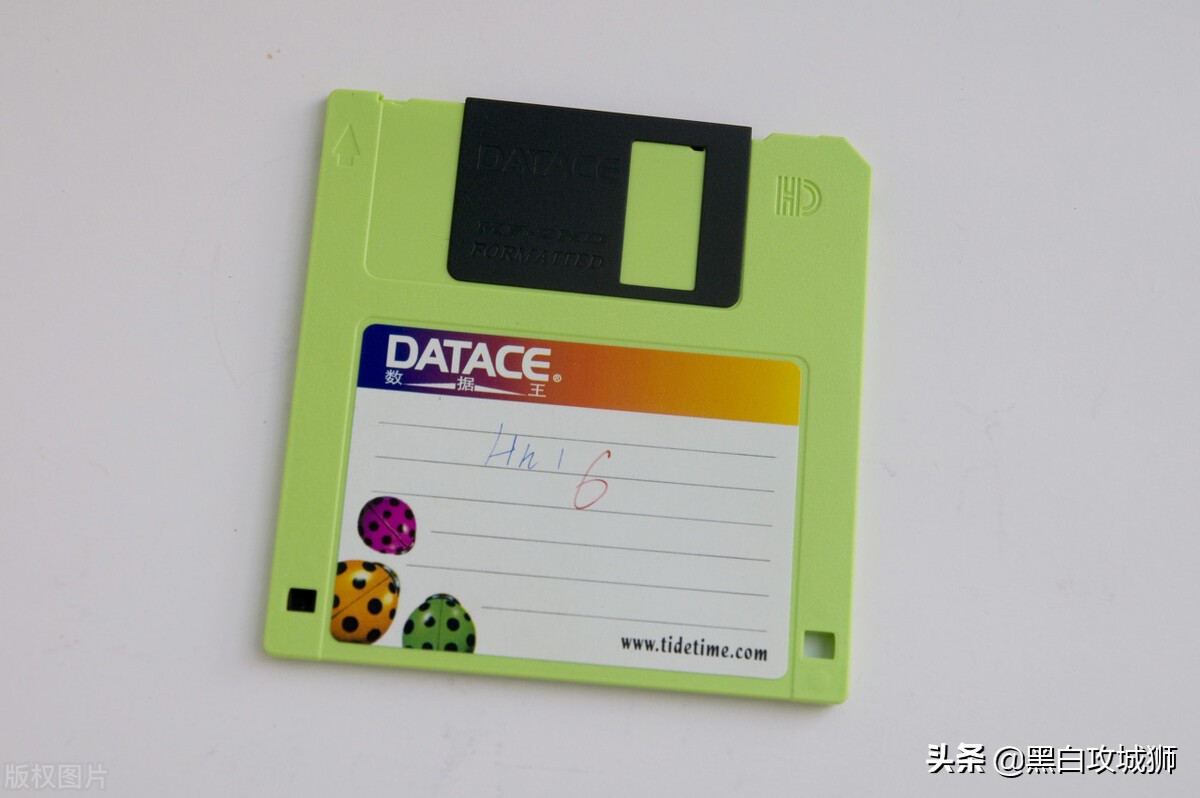 DATACE
FORMATTED
HD
DATACE®
数据王
Hn 1 6
www.tidetime.com
版权图片
头条 @黑白攻城狮